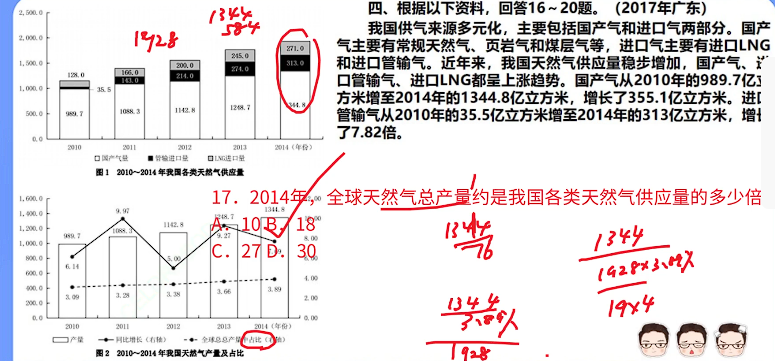 四、根据以下资料，回答16～20题。（2017年广东）
我国供气来源多元化，主要包括国产气和进口气两部分。国产
气主要有常规天然气、页岩气和煤层气等，进口气主要有进口LNG
和进口管输气。近年来，我国天然气供应量稳步增加，国产气、
口管输气、进口LNG都呈上涨趋势。国产气从2010年的989.7亿立
方米增至2014年的1344.8亿立方米，增长了355.1亿立方米。进口
管输气从2010年的35.5亿立方米增至2014年的313亿立方米，增长
了7.82倍。
2,500.0
2,000.0
1,500.0
1,000.0
500.0
0.0
128.0
35.5
989.7
166.0
143.0
1088.3
200.0
214.0
1142.8
245.0
274.0
1248.7
271.0
313.0
344.8
2010 2011 2012 2013 2014（年份）
国产气量 管输进口量 LNG进口量
图 1 2010～2014 年我国各类天然气供应量
1928
1344
584
17. 2014年，全球天然气总产量约是我国各类天然气供应量的多少倍
A. 10 B. 18
C. 27 D. 30
1,600.0
1,400.0
1,200.0
1,000.0
800.0
600.0
400.0
200.0
0.0
989.7 1088.3 1142.8 1248.7 1344.8
6.14 9.97 5.00 9.27
3.09 3.28 3.38 3.66 3.89
12.00
8.00
6.00
4.00
2.00
0.00
2010 2011 2012 2013 2014（年份）
产量 同比增长（右轴） 全球总产量中占比（右轴）
图 2 2010～2014 年我国天然气产量及占比
1344
76
1344
3.89%
1928
1344
1928×3.89%
19×4